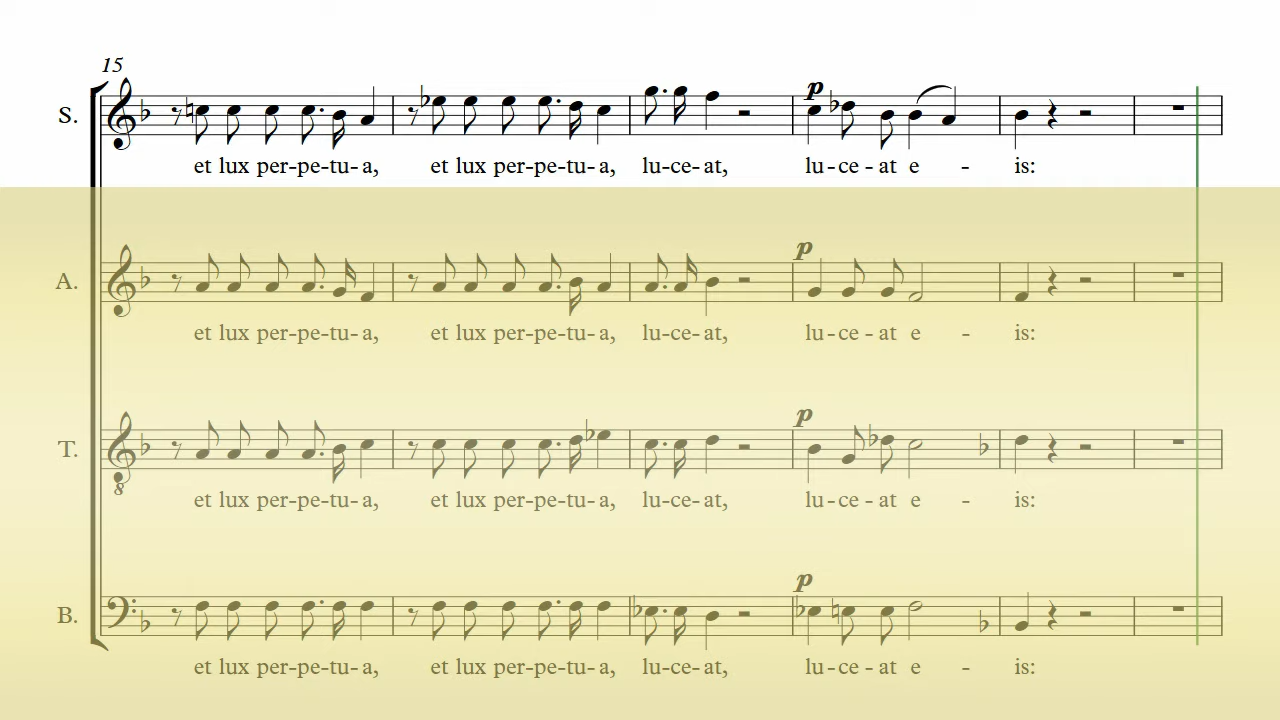 15
S.
p
et lux per-pe-tu-a, et lux per-pe-tu-a, lu-ce-at, lu-ce-at e - is:
p
A.
et lux per-pe-tu-a, et lux per-pe-tu-a, lu-ce-at, lu-ce-at e - is:
p
T.
8
et lux per-pe-tu-a, et lux per-pe-tu-a, lu-ce-at, lu-ce-at e - is:
p
B.
et lux per-pe-tu-a, et lux per-pe-tu-a, lu-ce-at, lu-ce-at e - is: